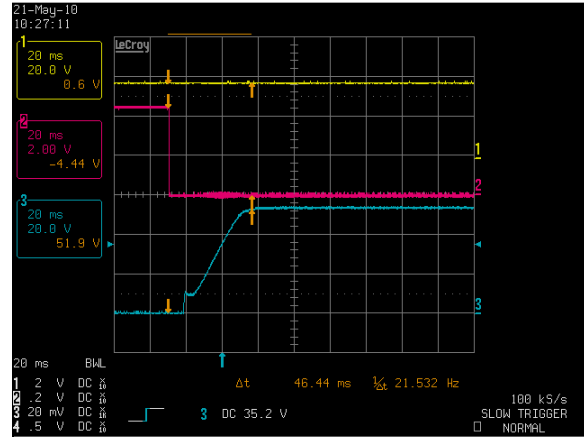 21-May-10
10:27:11
LeCroy
1
20 ms
20.0 V
0.6 V
2
20 ms
2.00 V
-4.44 V
3
20 ms
20.0 V
51.9 V
1
2
3
20 ms BWL
1 2 V DC
2 .2 V DC
3 20 mV DC
4 .5 V DC
Δt 46.44 ms 1/Δt 21.532 Hz
3 DC 35.2 V
100 kS/s
SLOW TRIGGER
NORMAL